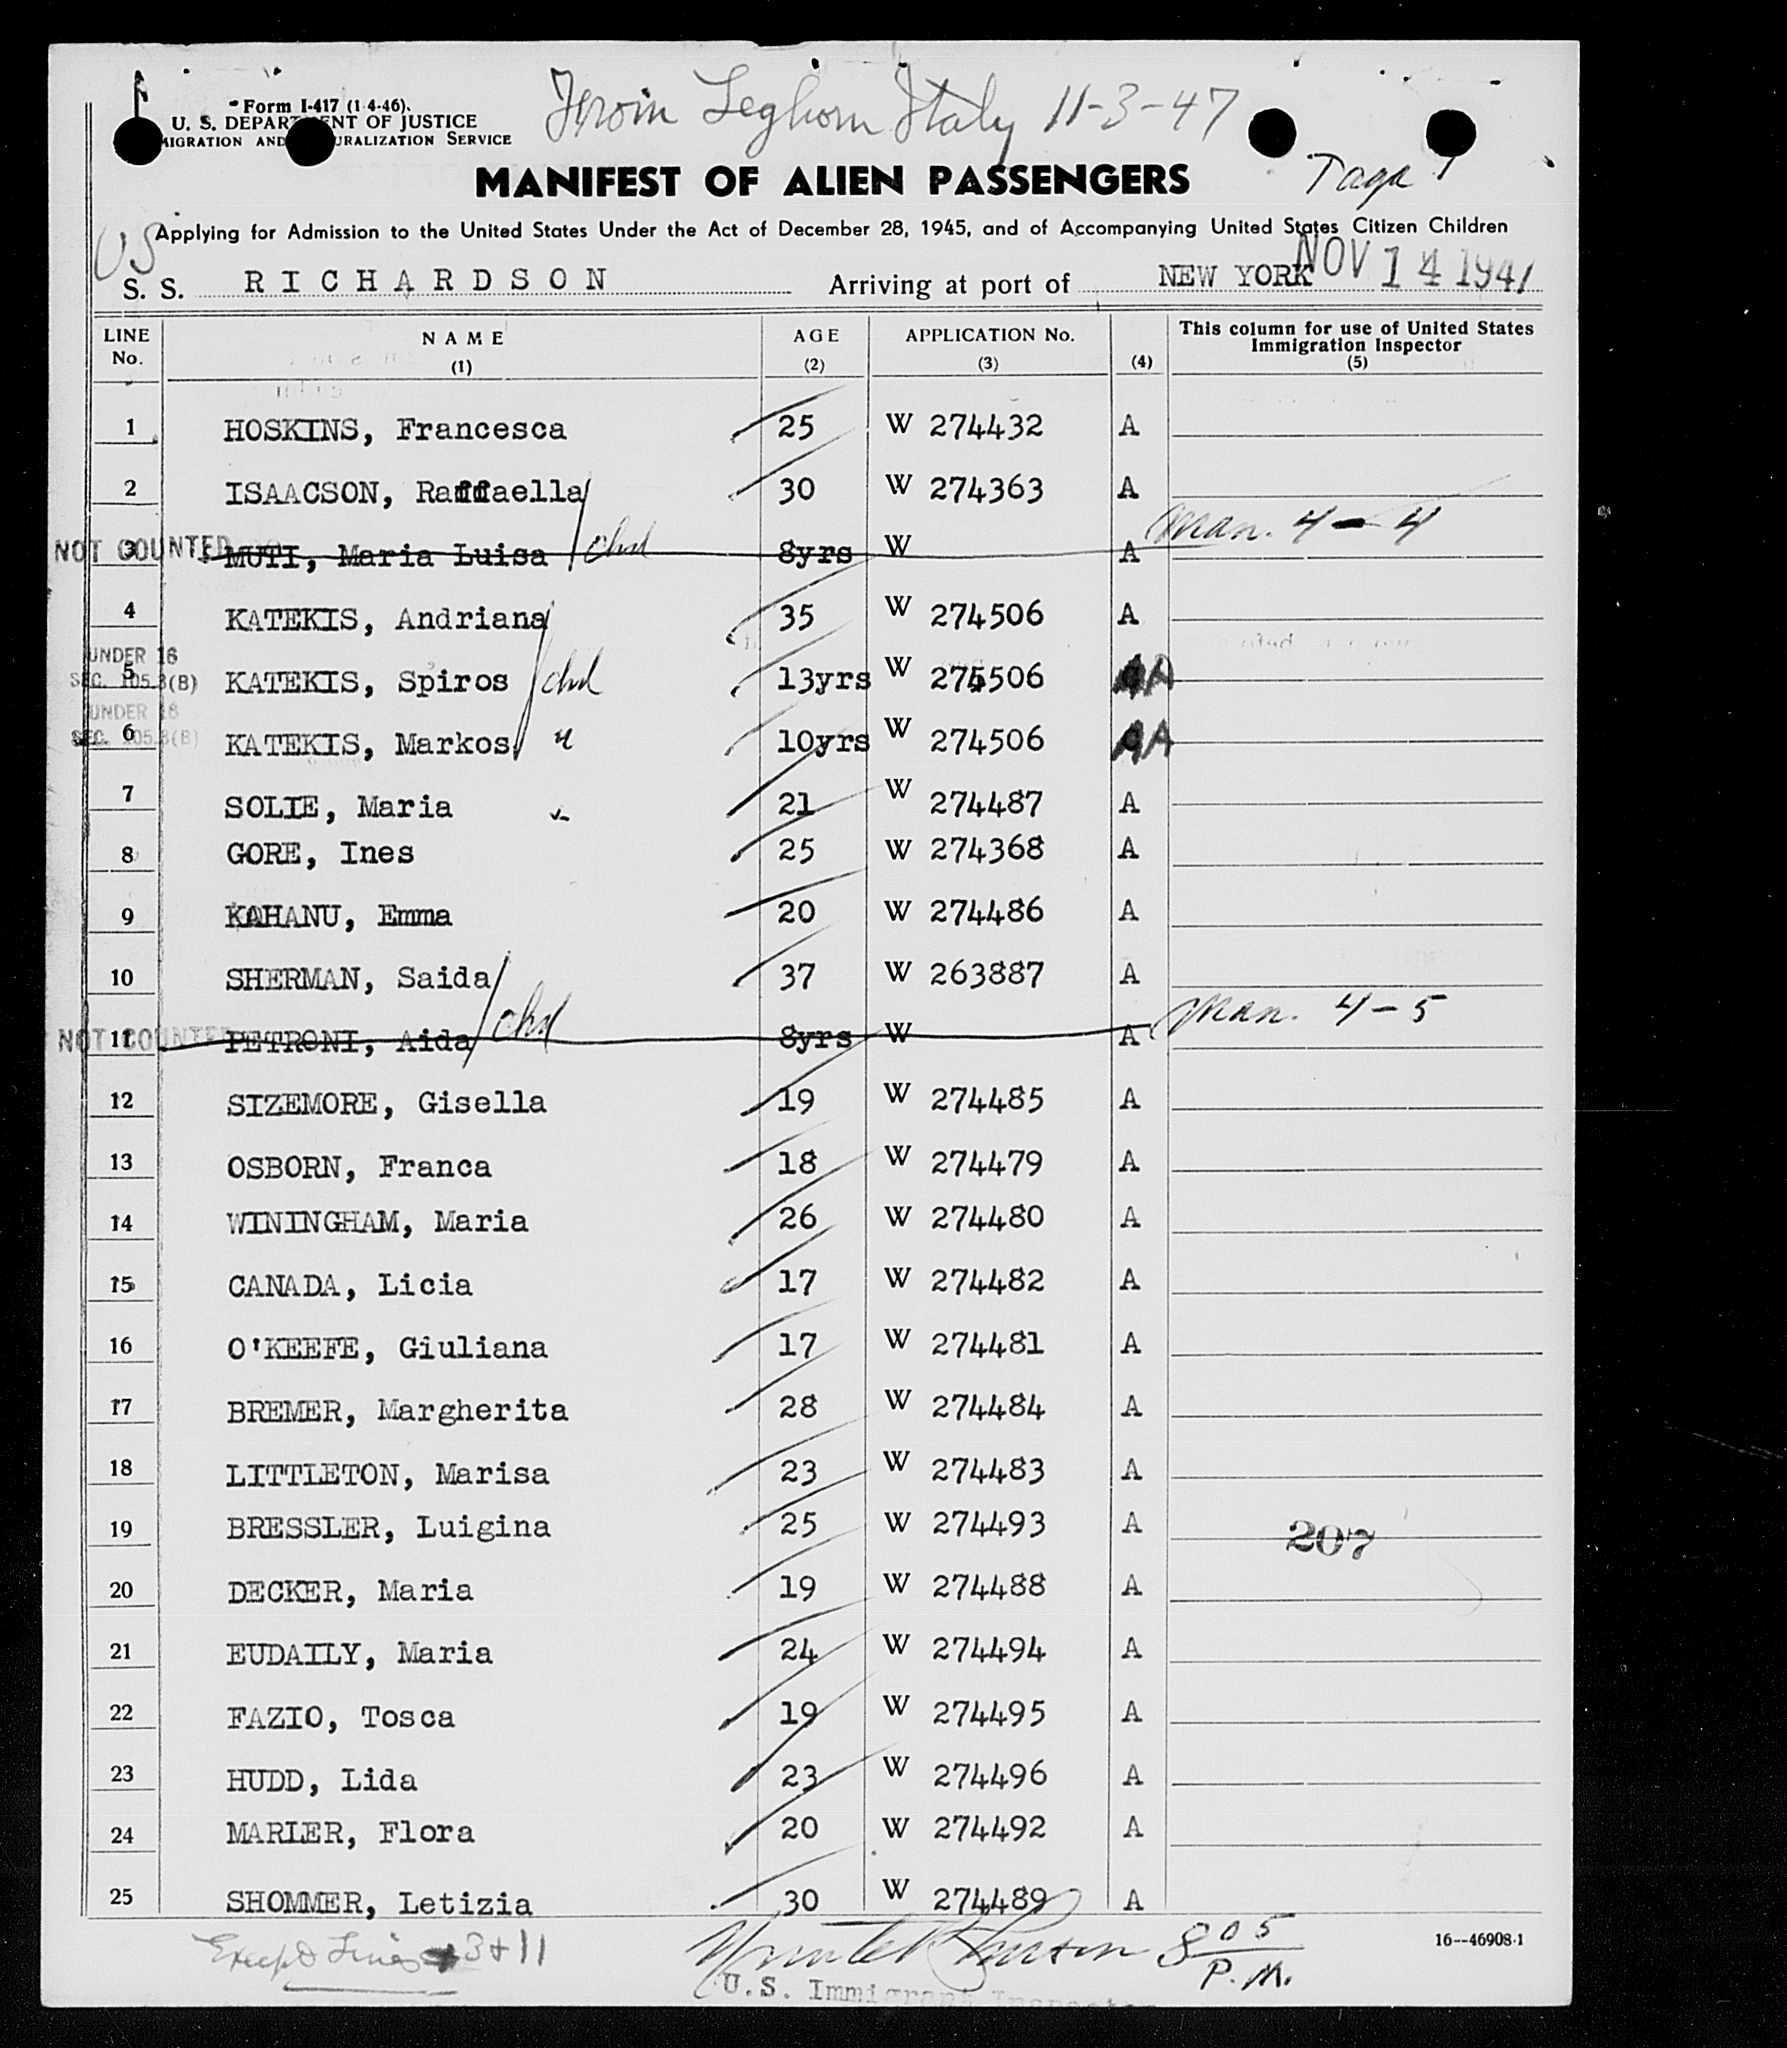 From Leghorn Italy 11-3-47
Form I-417 (1-4-46).
U. S. DEPARTMENT OF JUSTICE
IMMIGRATION AND NATURALIZATION SERVICE
Page 1
MANIFEST OF ALIEN PASSENGERS
Applying for Admission to the United States Under the Act of December 28, 1945, and of Accompanying United States Citizen Children
US
S. S. RICHARDSON Arriving at port of NEW YORK NOV 14 1947
LINE No. NAME (1) AGE (2) APPLICATION No. (3) (4) This column for use of United States Immigration Inspector (5)
1 HOSKINS, Francesca 25 W 274432 A
2 ISAACSON, Raffaella 30 W 274363 A
NOT COUNTED 3 MUTI, Maria Luisa chd 8yrs W A Man. 4-4
4 KATEKIS, Andriana 35 W 274506 A
UNDER 16 SEC. 105.3(B) 5 KATEKIS, Spiros chd 13yrs W 274506 A
UNDER 16 SEC. 105.3(B) 6 KATEKIS, Markos " 10yrs W 274506 A
7 SOLIE, Maria 21 W 274487 A
8 GORE, Ines 25 W 274368 A
9 KAHANU, Emma 20 W 274486 A
10 SHERMAN, Saida 37 W 263887 A
NOT COUNTED 11 PETRONI, Aida chd 8yrs W A Man. 4-5
12 SIZEMORE, Gisella 19 W 274485 A
13 OSBORN, Franca 18 W 274479 A
14 WININGHAM, Maria 26 W 274480 A
15 CANADA, Licia 17 W 274482 A
16 O'KEEFE, Giuliana 17 W 274481 A
17 BREMER, Margherita 28 W 274484 A
18 LITTLETON, Marisa 23 W 274483 A
19 BRESSLER, Luigina 25 W 274493 A 207
20 DECKER, Maria 19 W 274488 A
21 EUDAILY, Maria 24 W 274494 A
22 FAZIO, Tosca 19 W 274495 A
23 HUDD, Lida 23 W 274496 A
24 MARIER, Flora 20 W 274492 A
25 SHOMMER, Letizia 30 W 274489 A
Except Lines 3 & 11
8 05 P.M.
16--46908-1
U.S. Immigrant Inspector